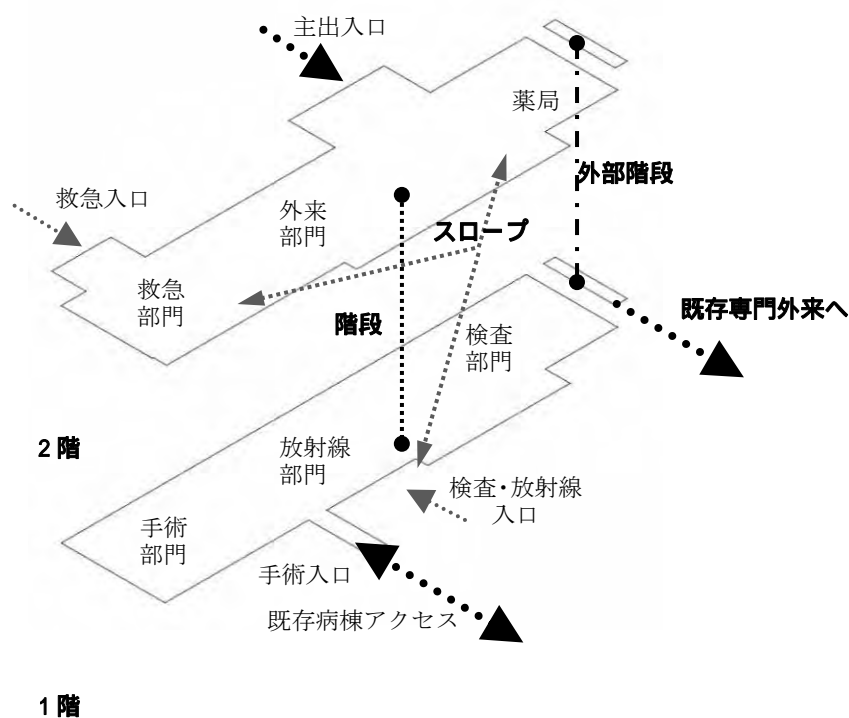 主出入口
薬局
外部階段
救急入口
外来
部門
スロープ
救急
部門
階段
既存専門外来へ
検査
部門
2階
放射線
部門
検査・放射線
入口
手術
部門
手術入口
既存病棟アクセス
1階